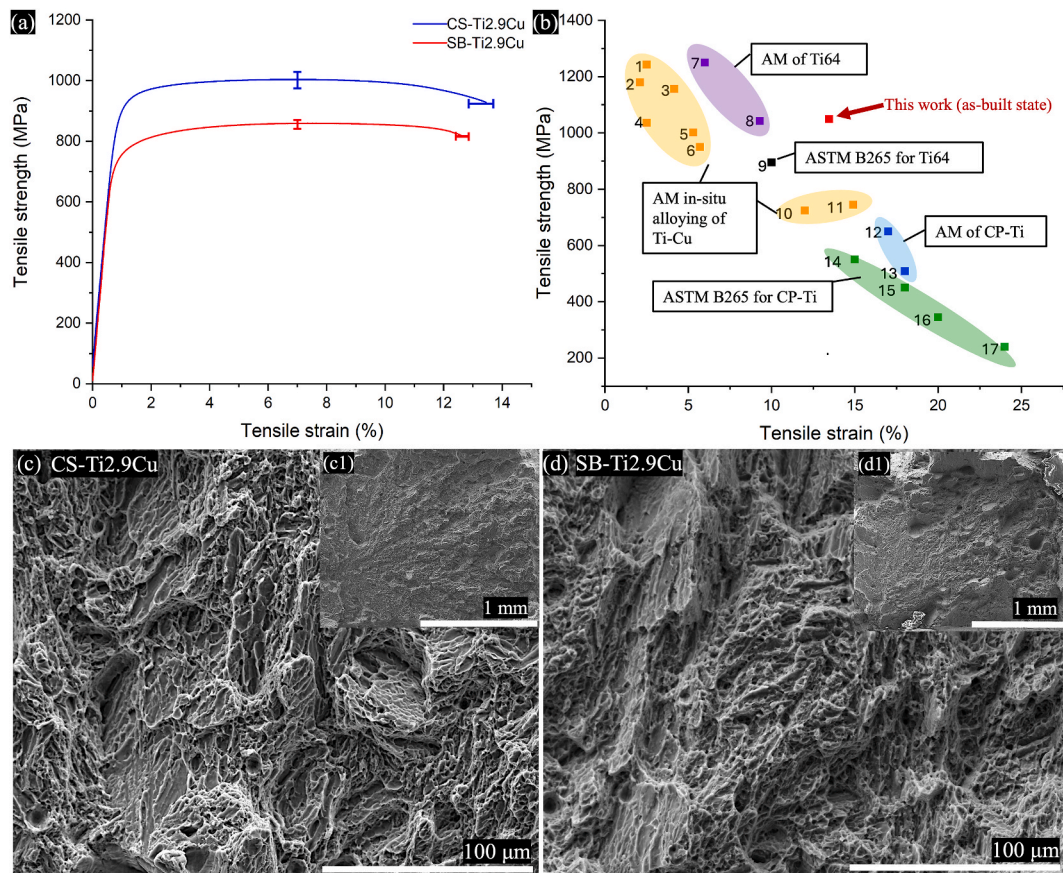 (a)
CS-Ti2.9Cu
SB-Ti2.9Cu
1200
1000
800
600
400
200
0
0
2
4
6
8
10
12
14
Tensile strain (%)
Tensile strength (MPa)
(b)
1400
1200
1000
800
600
400
200
0
5
10
15
20
25
Tensile strain (%)
Tensile strength (MPa)
1
2
3
4
5
6
7
8
9
10
11
12
13
14
15
16
17
AM of Ti64
This work (as-built state)
ASTM B265 for Ti64
AM in-situ
alloying of
Ti-Cu
AM of CP-Ti
ASTM B265 for CP-Ti
(c) CS-Ti2.9Cu
(c1)
1 mm
100 μm
(d) SB-Ti2.9Cu
(d1)
1 mm
100 μm